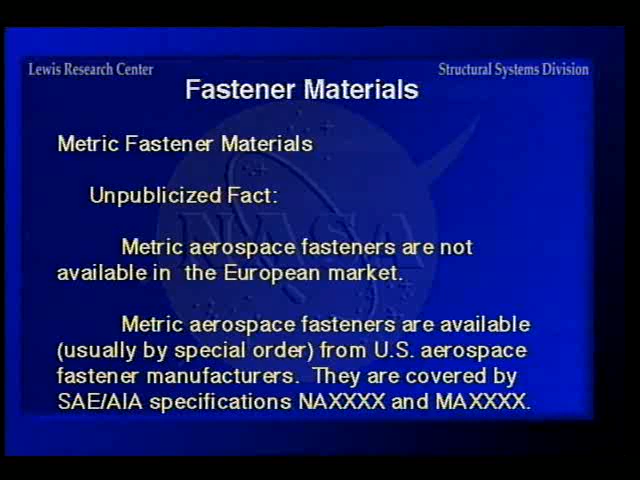 Lewis Research Center
Structural Systems Division
Fastener Materials
Metric Fastener Materials
Unpublicized Fact:
NASA
Metric aerospace fasteners are not
available in the European market.
Metric aerospace fasteners are available
(usually by special order) from U.S. aerospace
fastener manufacturers. They are covered by
SAE/AIA specifications NAXXXX and MAXXXX.